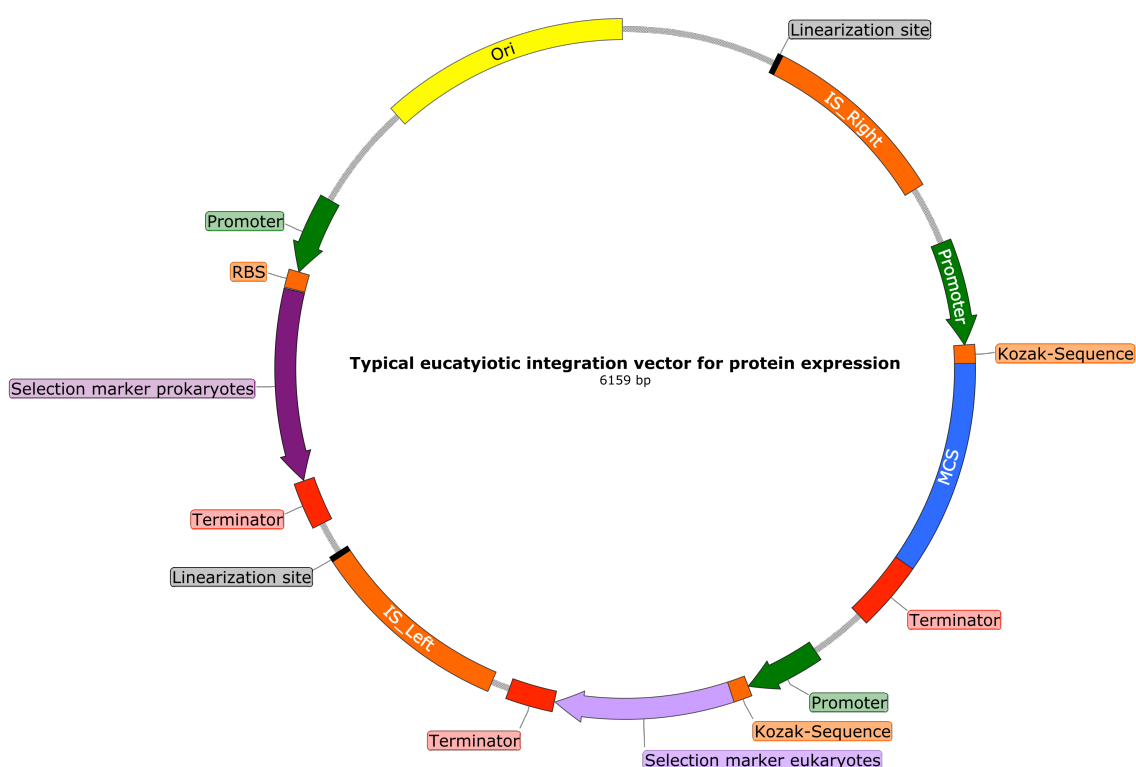 Linearization site
Ori
IS_Right
Promoter
Promoter
RBS
Kozak-Sequence
Typical eucatyiotic integration vector for protein expression
6159 bp
Selection marker prokaryotes
MCS
Terminator
Linearization site
IS_Left
Terminator
Promoter
Kozak-Sequence
Terminator
Selection marker eukaryotes